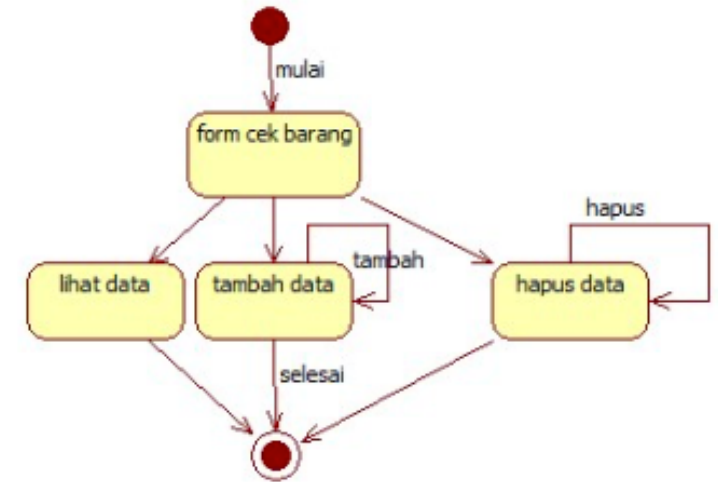 mulai
form cek barang
hapus
tambah
lihat data
tambah data
hapus data
selesai